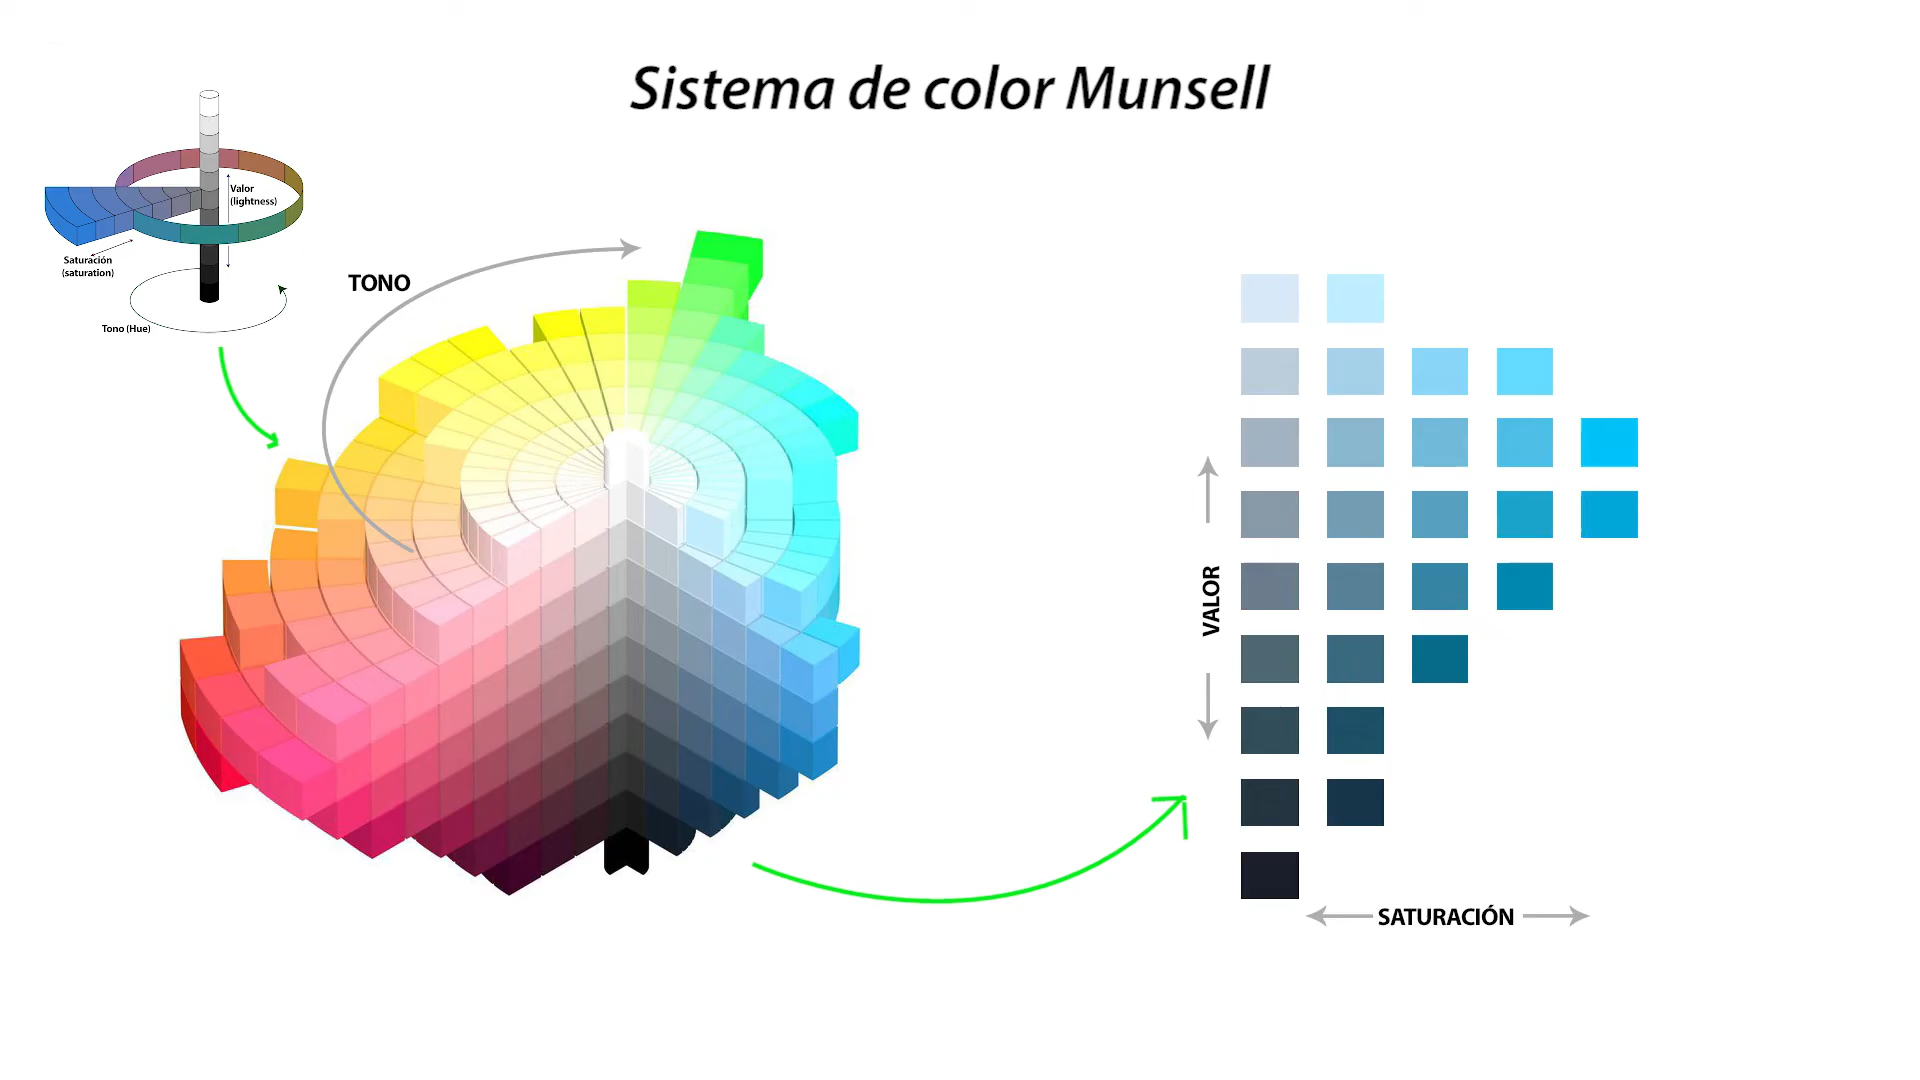 Sistema de color Munsell
Valor
(lightness)
Saturación
(saturation)
Tono (Hue)
TONO
VALOR
SATURACIÓN